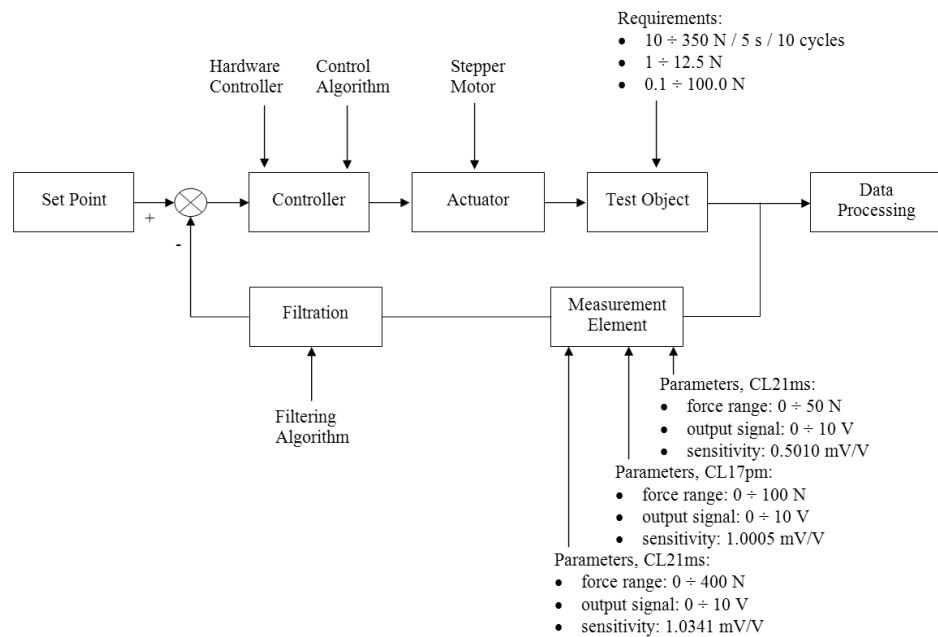 Requirements:
• 10 ÷ 350 N / 5 s / 10 cycles
• 1 ÷ 12.5 N
• 0.1 ÷ 100.0 N
Hardware
Controller
Control
Algorithm
Stepper
Motor
Set Point
+
-
Controller
Actuator
Test Object
Data
Processing
Filtration
Measurement
Element
Filtering
Algorithm
Parameters, CL21ms:
• force range: 0 ÷ 50 N
• output signal: 0 ÷ 10 V
• sensitivity: 0.5010 mV/V
Parameters, CL17pm:
• force range: 0 ÷ 100 N
• output signal: 0 ÷ 10 V
• sensitivity: 1.0005 mV/V
Parameters, CL21ms:
• force range: 0 ÷ 400 N
• output signal: 0 ÷ 10 V
• sensitivity: 1.0341 mV/V